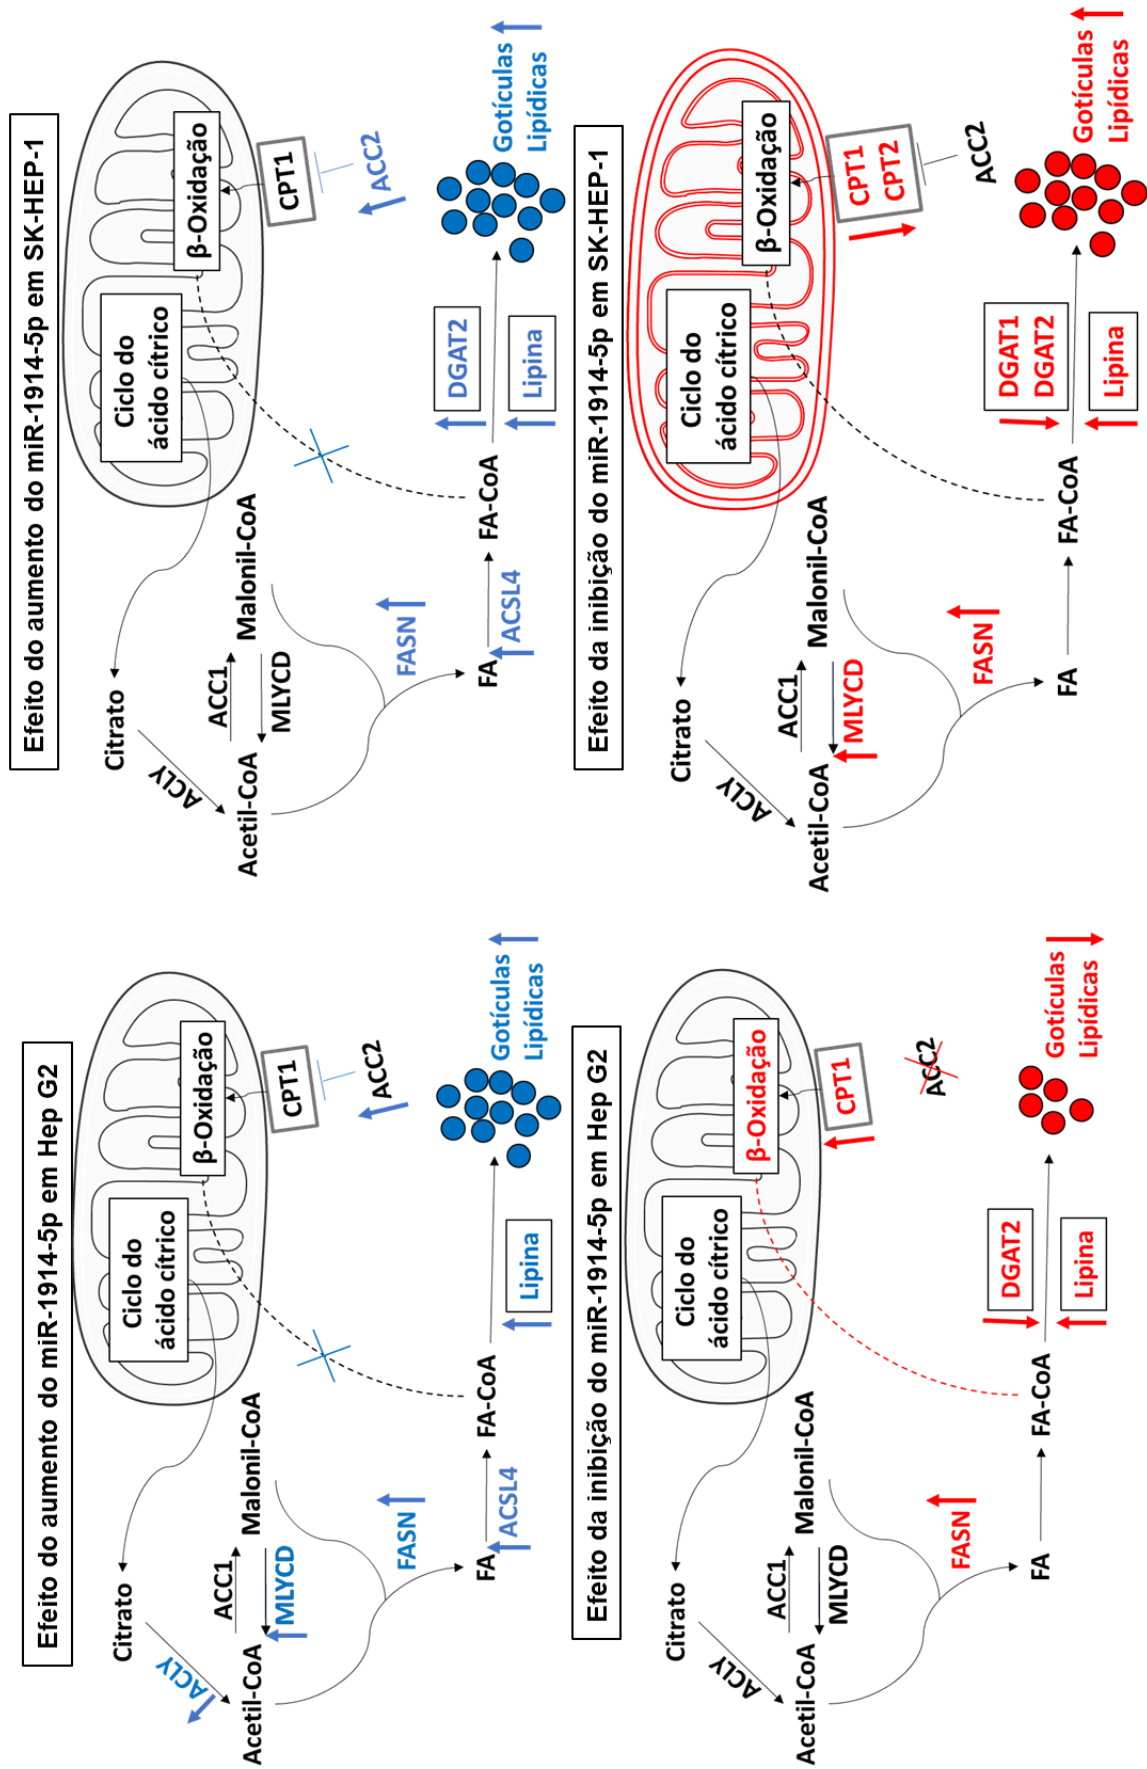 Efeito do aumento do miR-1914-5p em Hep G2
Citrato
ACLY
Acetil-CoA
ACC1
MLYCD
Malonil-CoA
Ciclo do
ácido cítrico
β-Oxidação
CPT1
ACC2
FASN
FA
ACSL4
FA-CoA
Lipina
Gotículas
Lipídicas
Efeito do aumento do miR-1914-5p em SK-HEP-1
Citrato
ACLY
Acetil-CoA
ACC1
MLYCD
Malonil-CoA
Ciclo do
ácido cítrico
β-Oxidação
CPT1
ACC2
FASN
FA
ACSL4
FA-CoA
DGAT2
Lipina
Gotículas
Lipídicas
Efeito da inibição do miR-1914-5p em Hep G2
Citrato
ACLY
Acetil-CoA
ACC1
MLYCD
Malonil-CoA
Ciclo do
ácido cítrico
β-Oxidação
CPT1
ACC2
FASN
FA
FA-CoA
DGAT2
Lipina
Gotículas
Lipídicas
Efeito da inibição do miR-1914-5p em SK-HEP-1
Citrato
ACLY
Acetil-CoA
ACC1
MLYCD
Malonil-CoA
Ciclo do
ácido cítrico
β-Oxidação
CPT1
CPT2
ACC2
FASN
FA
FA-CoA
DGAT1
DGAT2
Lipina
Gotículas
Lipídicas